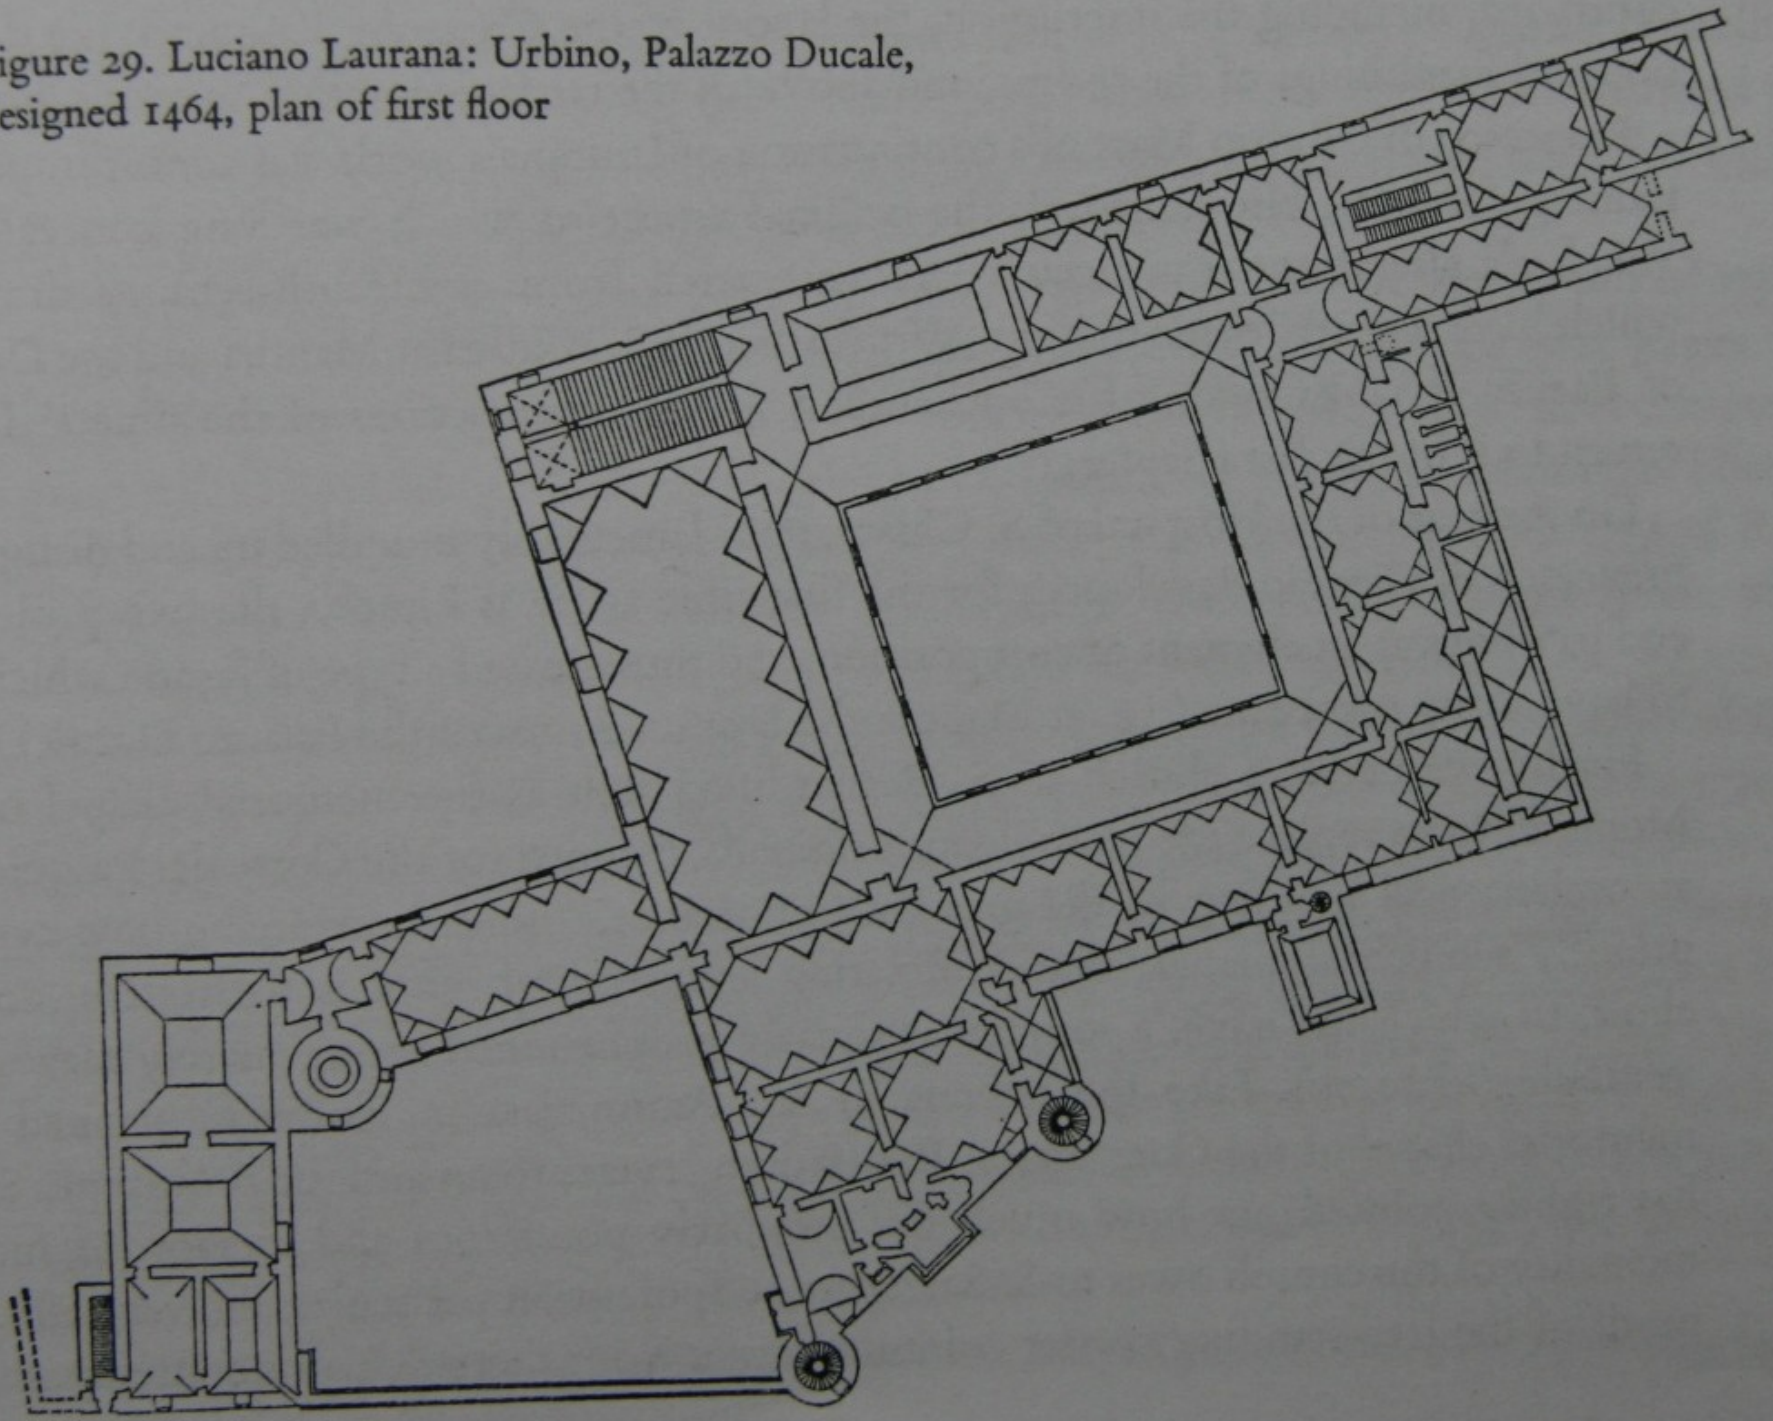 igure 29. Luciano Laurana: Urbino, Palazzo Ducale,
esigned 1464, plan of first floor